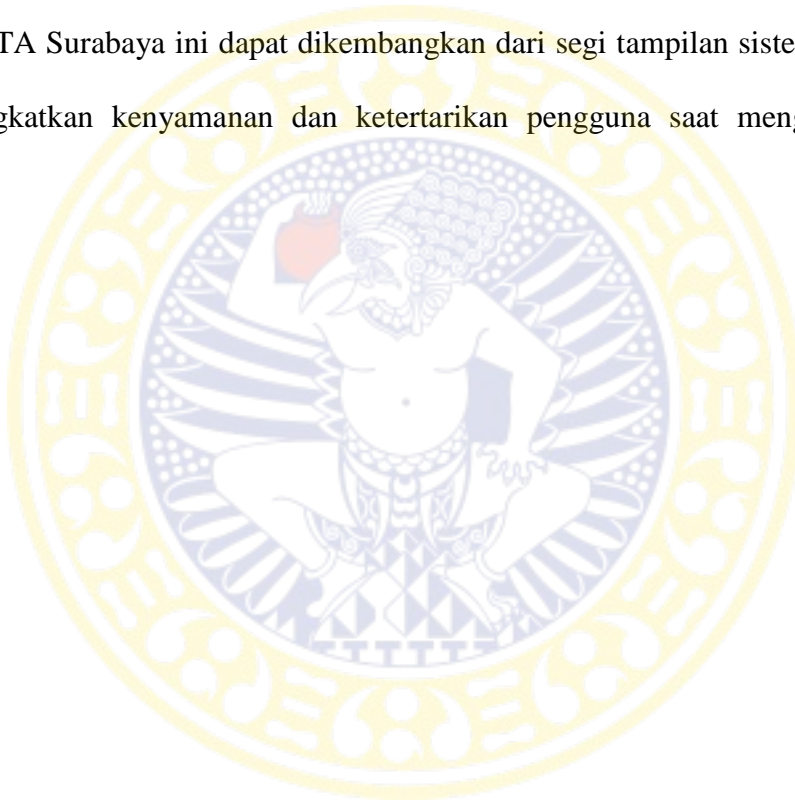 TA Surabaya ini dapat dikembangkan dari segi tampilan siste
gkatkan kenyamanan dan ketertarikan pengguna saat meng